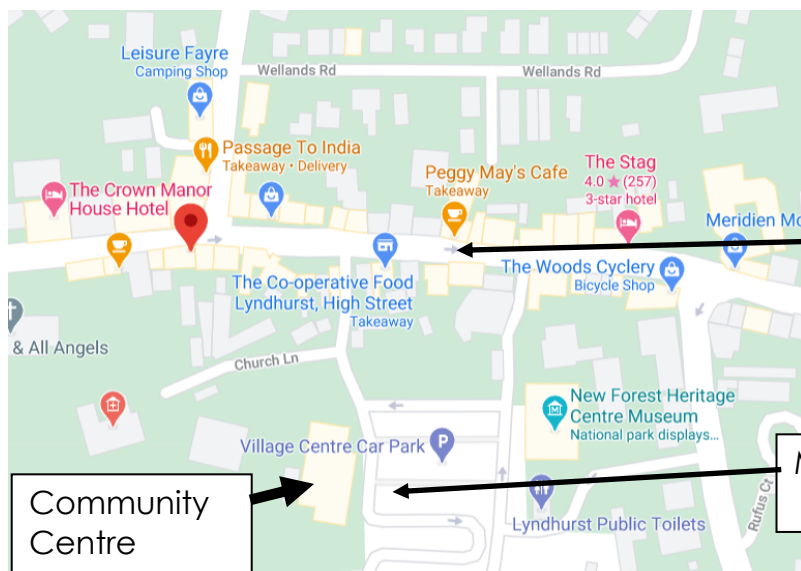 Leisure Fayre
Camping Shop
Wellands Rd
Wellands Rd
Passage To India
Takeaway • Delivery
Peggy May's Cafe
Takeaway
The Stag
4.0 ★ (257)
3-star hotel
The Crown Manor
House Hotel
Meridien Mo
The Co-operative Food
Lyndhurst, High Street
Takeaway
The Woods Cyclery
Bicycle Shop
& All Angels
Church Ln
New Forest Heritage
Centre Museum
National park displays...
Village Centre Car Park
P
Community
Centre
Lyndhurst Public Toilets
Rufus Ct